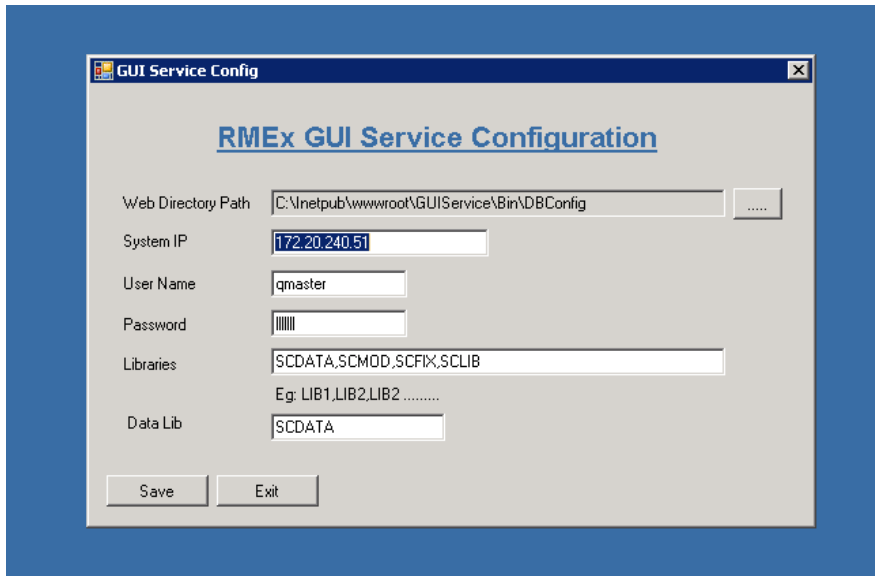 GUI Service Config
RMEx GUI Service Configuration
Web Directory Path C:\Inetpub\wwwroot\GUIService\Bin\DBConfig .....
System IP 172.20.240.51
User Name qmaster
Password
Libraries SCDATA,SCMOD,SCFIX,SCLIB
Eg: LIB1,LIB2,LIB2 .........
Data Lib SCDATA
Save Exit